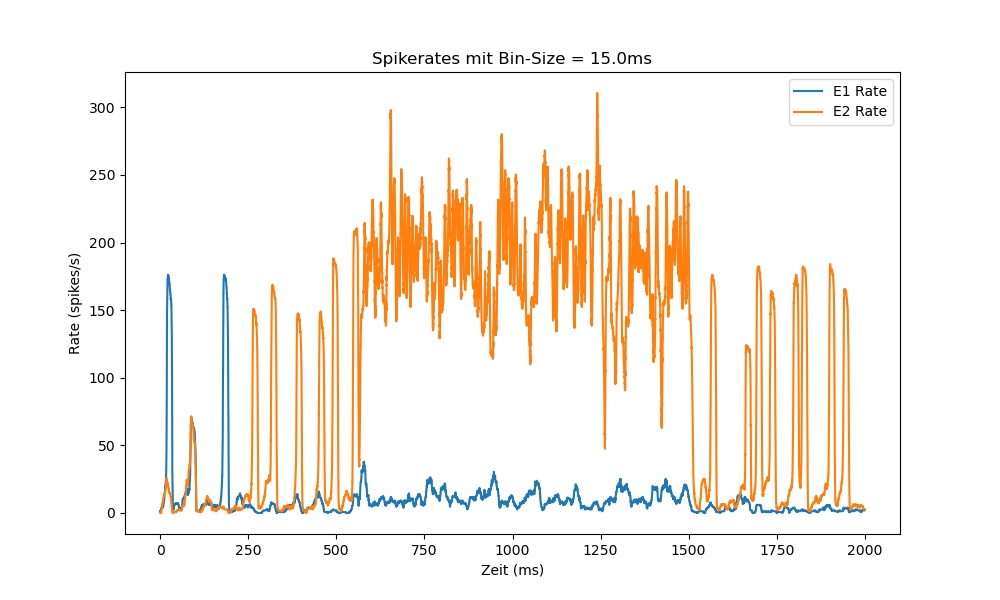 Spikerates mit Bin-Size = 15.0ms
E1 Rate
E2 Rate
300
250
200
150
100
50
0
Rate (spikes/s)
0 250 500 750 1000 1250 1500 1750 2000
Zeit (ms)